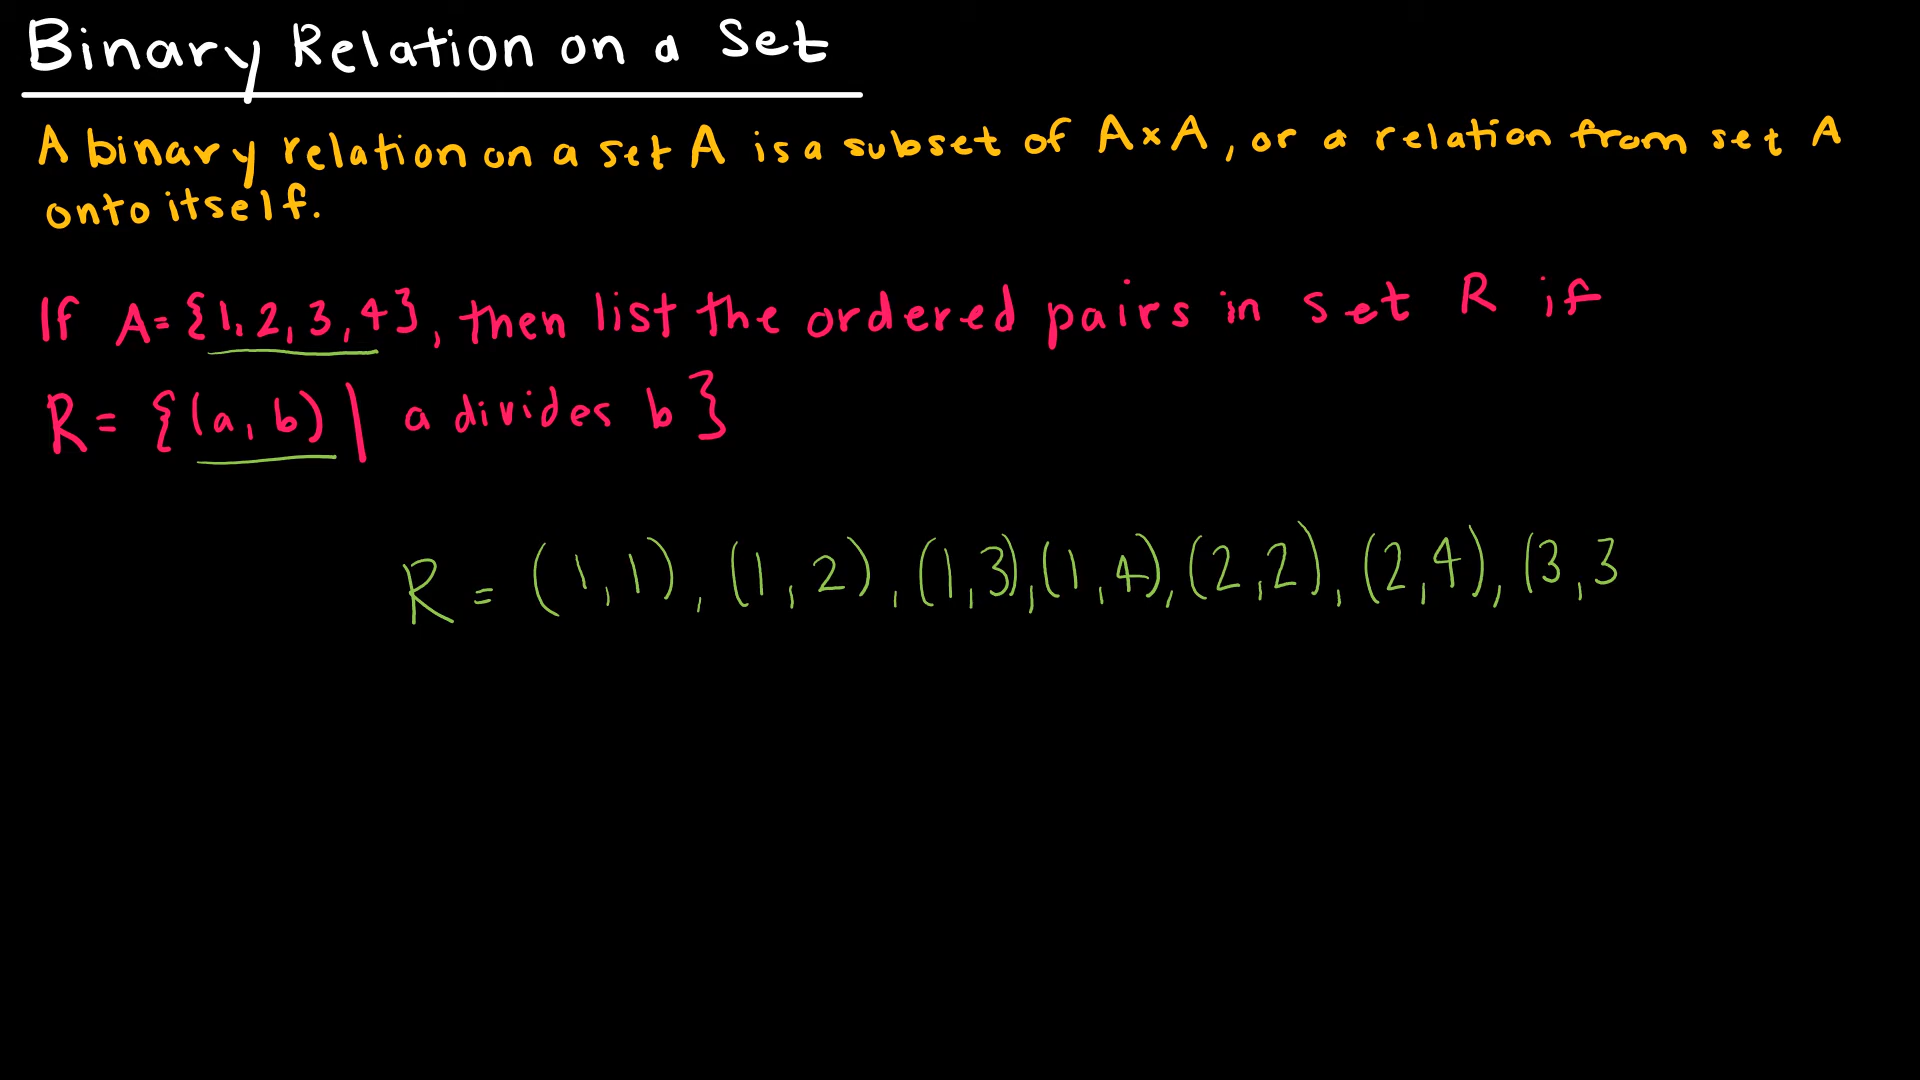 Binary Relation on a Set
A binary relation on a set A is a subset of A×A, or a relation from set A
onto itself.
If A={1,2,3,4}, then list the ordered pairs in set R if
R= {(a,b)| a divides b}
R = (1,1), (1,2), (1,3),(1,4),(2,2), (2,4), (3,3